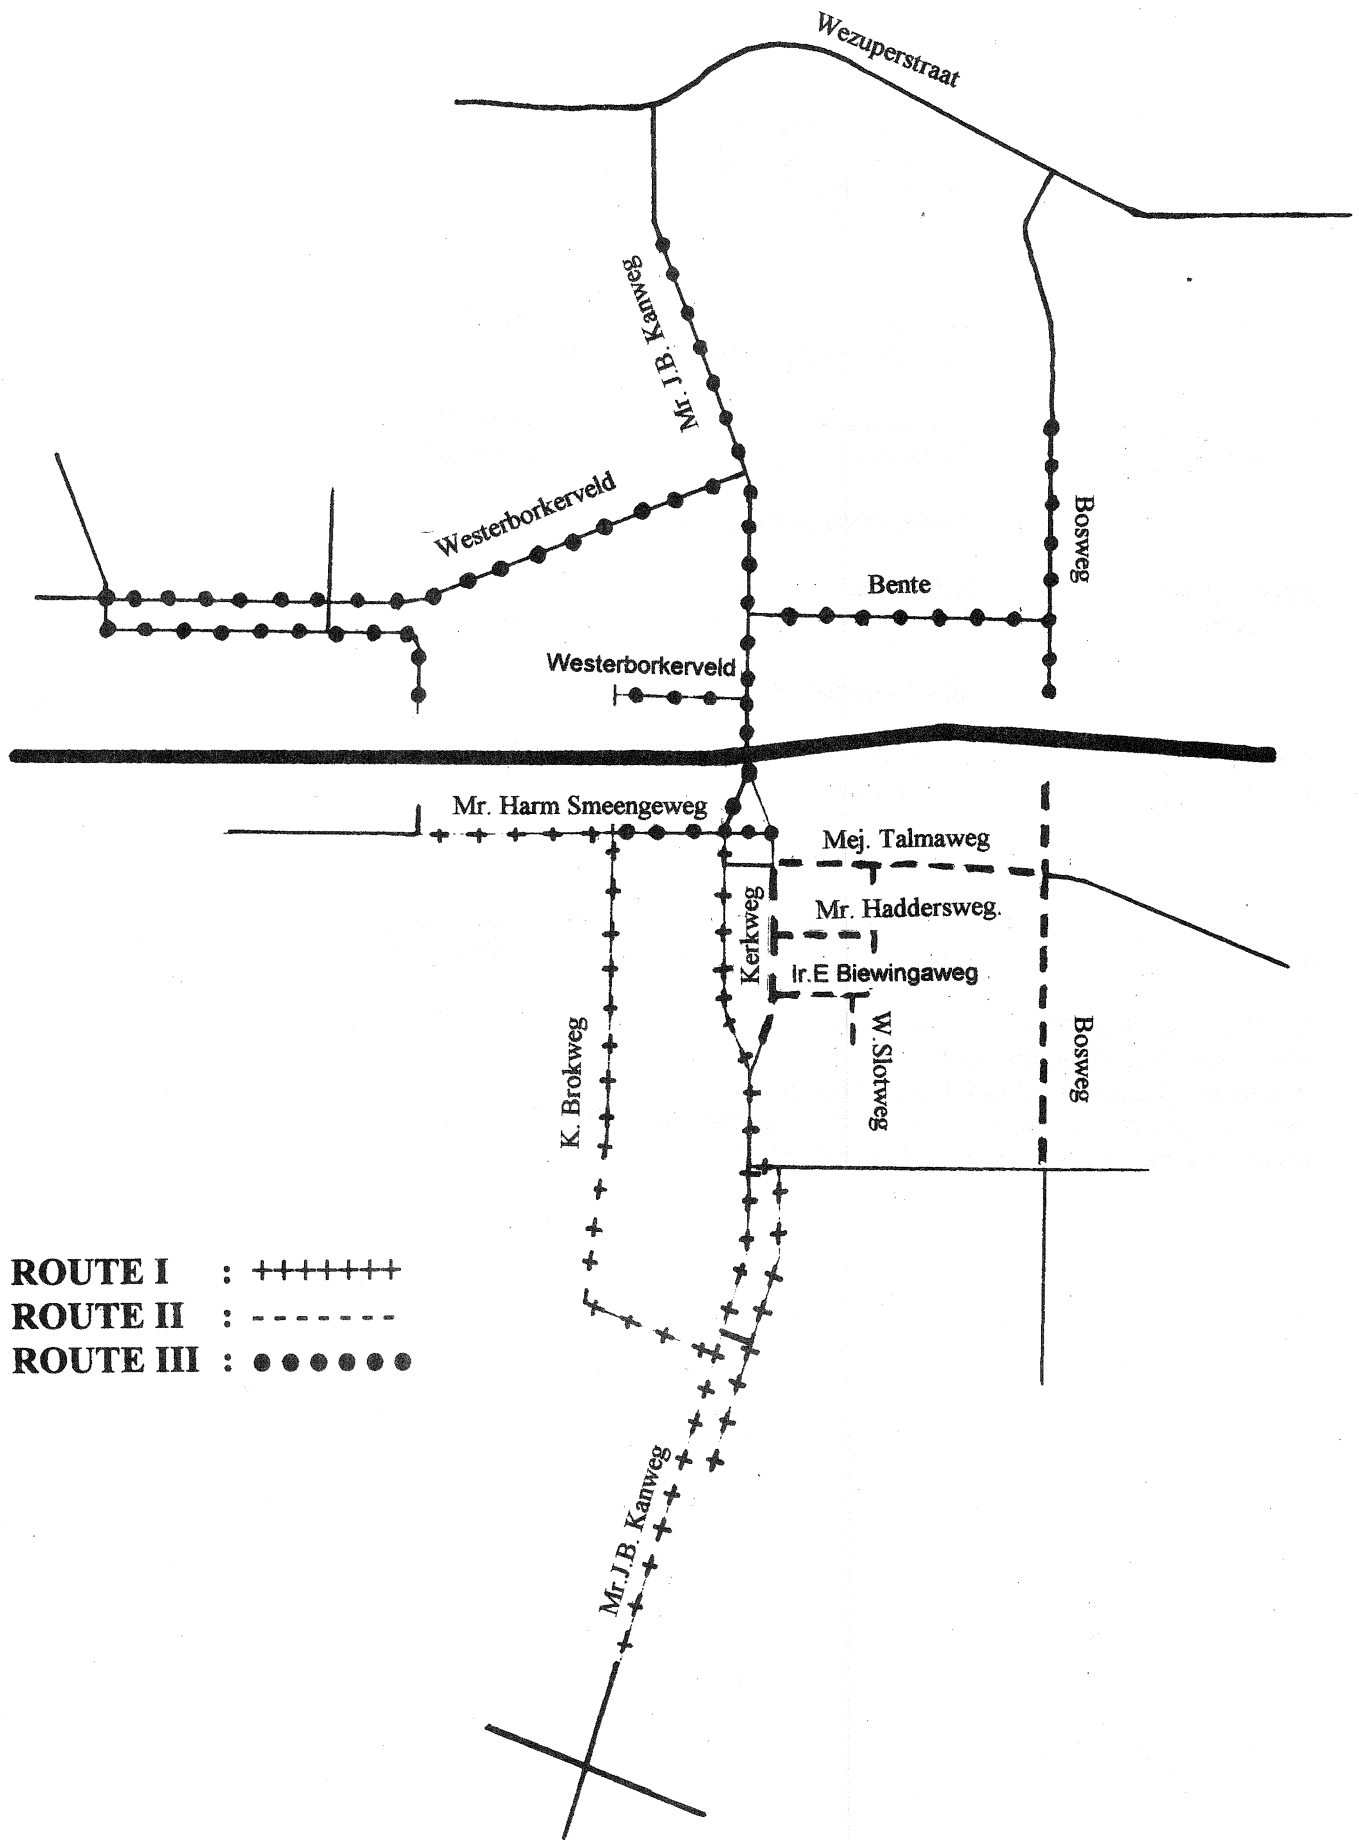 Wezuperstraat
Mr. J.B. Kanweg
Westerborkerveld
Bosweg
Bente
Westerborkerveld
Mr. Harm Smeengeweg
Mej. Talmaweg
Kerkweg
Mr. Haddersweg.
Ir.E Biewingaweg
K. Brokweg
W.Slotweg
Bosweg
ROUTE I :
ROUTE II :
ROUTE III :
Mr.J.B. Kanweg